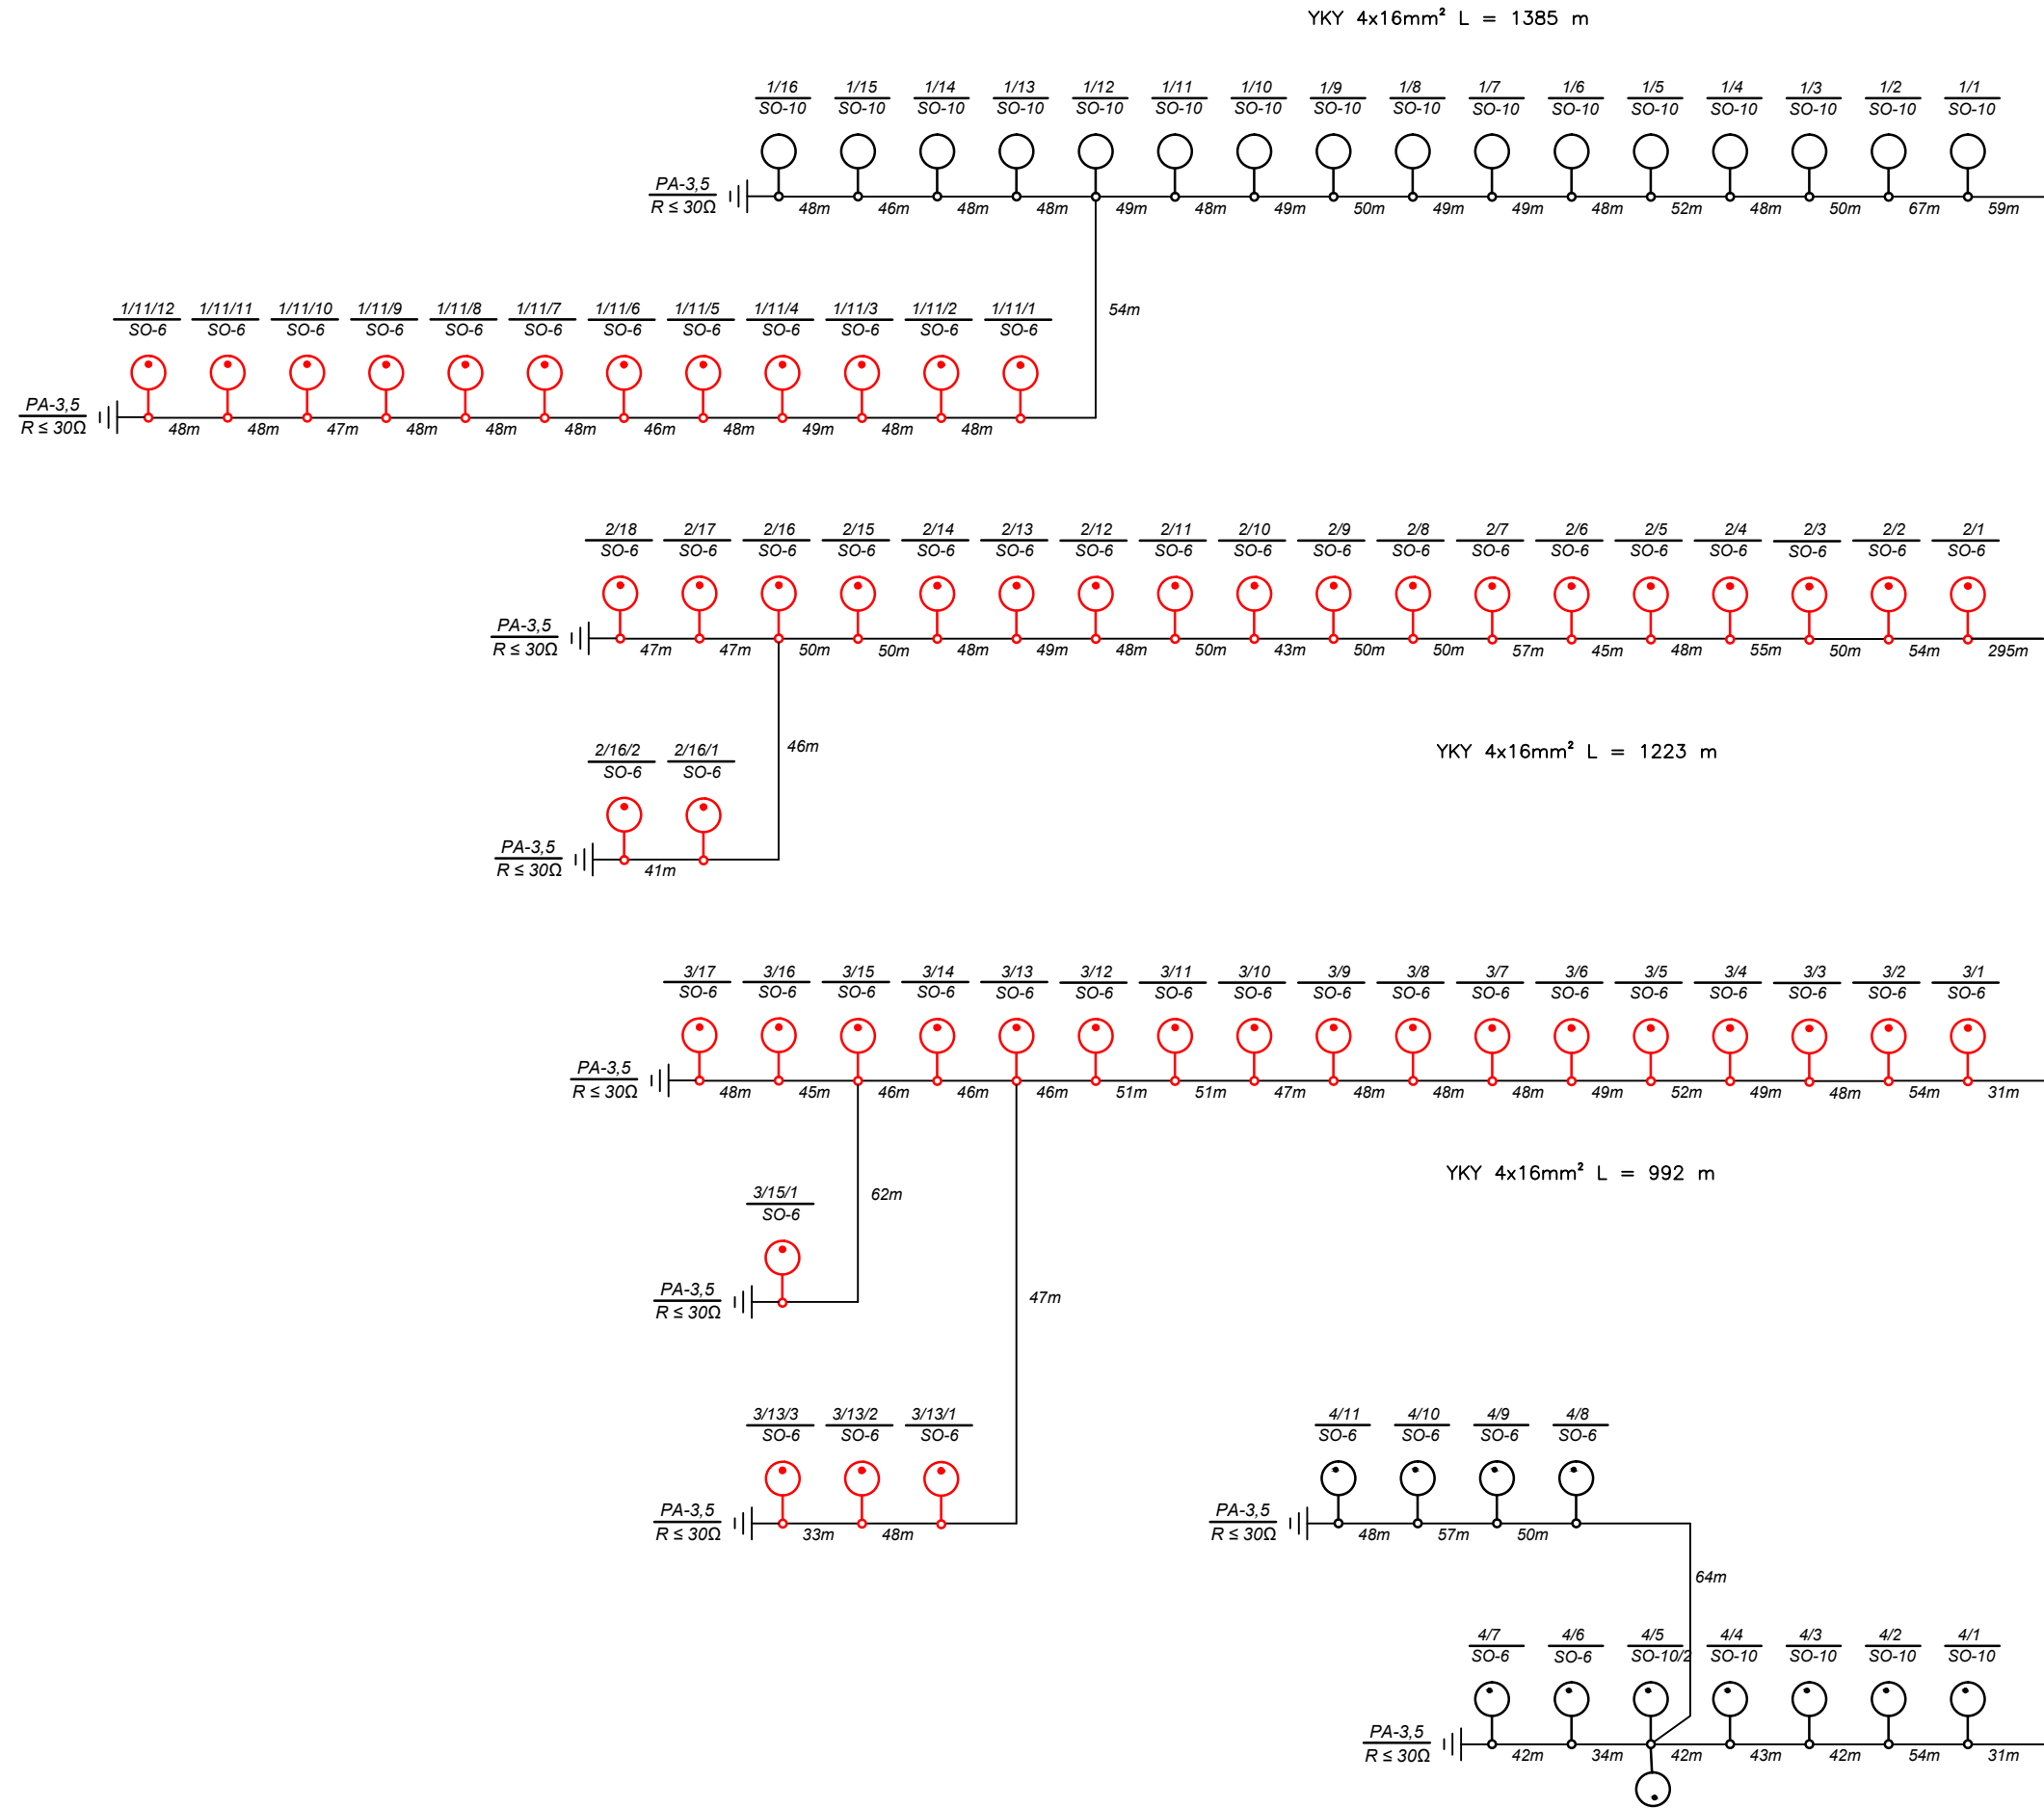 YKY 4x16mm² L = 1385 m
1/16 1/15 1/14 1/13 1/12 1/11 1/10 1/9 1/8 1/7 1/6 1/5 1/4 1/3 1/2 1/1
SO-10 SO-10 SO-10 SO-10 SO-10 SO-10 SO-10 SO-10 SO-10 SO-10 SO-10 SO-10 SO-10 SO-10 SO-10 SO-10
PA-3,5
R ≤ 30Ω
48m 46m 48m 48m 49m 48m 49m 50m 49m 49m 48m 52m 48m 50m 67m 59m
54m
1/11/12 1/11/11 1/11/10 1/11/9 1/11/8 1/11/7 1/11/6 1/11/5 1/11/4 1/11/3 1/11/2 1/11/1
SO-6 SO-6 SO-6 SO-6 SO-6 SO-6 SO-6 SO-6 SO-6 SO-6 SO-6 SO-6
PA-3,5
R ≤ 30Ω
48m 48m 47m 48m 48m 48m 46m 48m 49m 48m 48m
2/18 2/17 2/16 2/15 2/14 2/13 2/12 2/11 2/10 2/9 2/8 2/7 2/6 2/5 2/4 2/3 2/2 2/1
SO-6 SO-6 SO-6 SO-6 SO-6 SO-6 SO-6 SO-6 SO-6 SO-6 SO-6 SO-6 SO-6 SO-6 SO-6 SO-6 SO-6 SO-6
PA-3,5
R ≤ 30Ω
47m 47m 50m 50m 48m 49m 48m 50m 43m 50m 50m 57m 45m 48m 55m 50m 54m 295m
46m
YKY 4x16mm² L = 1223 m
2/16/2 2/16/1
SO-6 SO-6
PA-3,5
R ≤ 30Ω
41m
3/17 3/16 3/15 3/14 3/13 3/12 3/11 3/10 3/9 3/8 3/7 3/6 3/5 3/4 3/3 3/2 3/1
SO-6 SO-6 SO-6 SO-6 SO-6 SO-6 SO-6 SO-6 SO-6 SO-6 SO-6 SO-6 SO-6 SO-6 SO-6 SO-6 SO-6
PA-3,5
R ≤ 30Ω
48m 45m 46m 46m 46m 51m 51m 47m 48m 48m 48m 49m 52m 49m 48m 54m 31m
YKY 4x16mm² L = 992 m
62m
3/15/1
SO-6
PA-3,5
R ≤ 30Ω
47m
3/13/3 3/13/2 3/13/1
SO-6 SO-6 SO-6
PA-3,5
R ≤ 30Ω
33m 48m
4/11 4/10 4/9 4/8
SO-6 SO-6 SO-6 SO-6
PA-3,5
R ≤ 30Ω
48m 57m 50m
64m
4/7 4/6 4/5 4/4 4/3 4/2 4/1
SO-6 SO-6 SO-10/2 SO-10 SO-10 SO-10 SO-10
PA-3,5
R ≤ 30Ω
42m 34m 42m 43m 42m 54m 31m